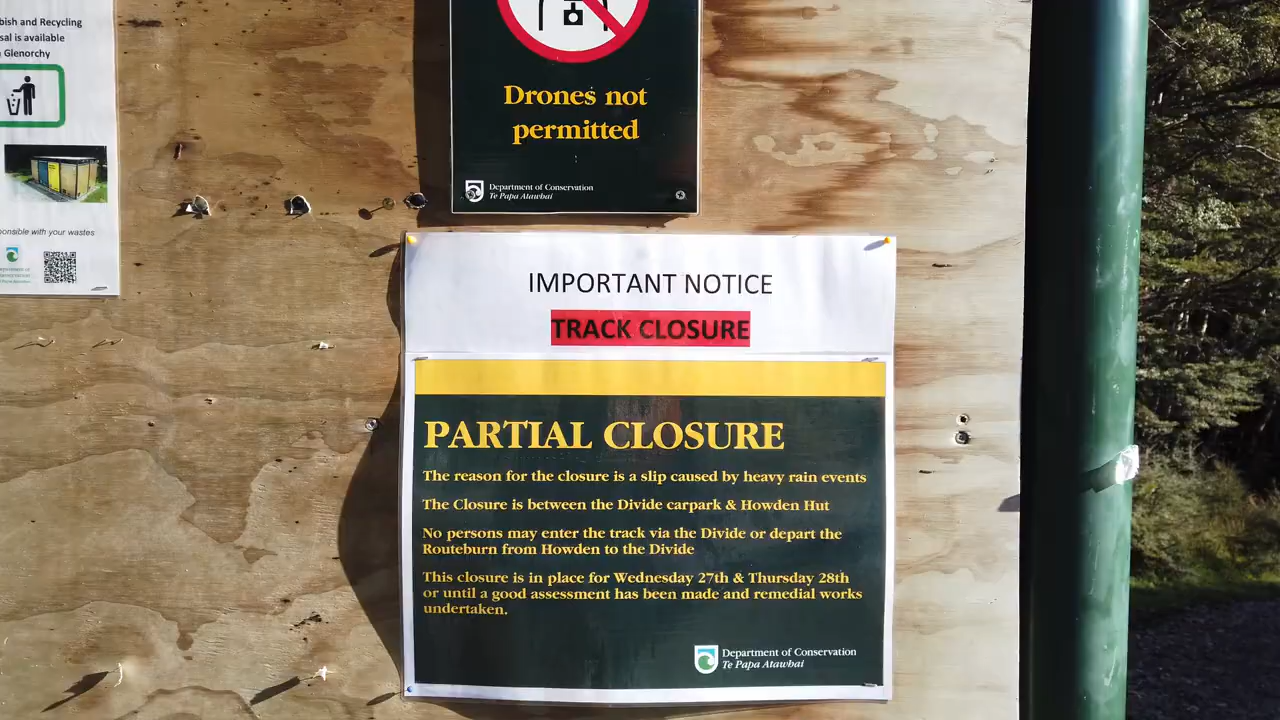 bish and Recycling
sal is available
Glenorchy
ponsible with your wastes
Drones not
permitted
Department of Conservation
Te Papa Atawhai
IMPORTANT NOTICE
TRACK CLOSURE
PARTIAL CLOSURE
The reason for the closure is a slip caused by heavy rain events
The Closure is between the Divide carpark & Howden Hut
No persons may enter the track via the Divide or depart the
Routeburn from Howden to the Divide
This closure is in place for Wednesday 27th & Thursday 28th
or until a good assessment has been made and remedial works
undertaken.
Department of Conservation
Te Papa Atawhai